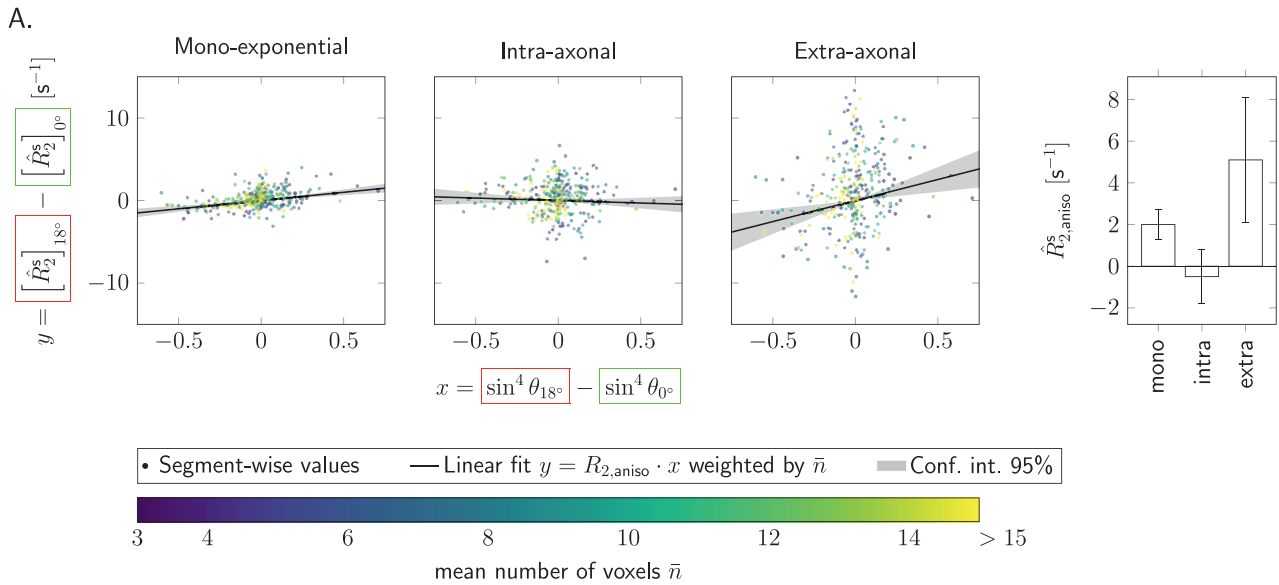 A.
Mono-exponential
Intra-axonal
Extra-axonal
y = [R̂₂ˢ]₁₈° − [R̂₂ˢ]₀° [s⁻¹]
10
0
−10
−0.5 0 0.5
−0.5 0 0.5
−0.5 0 0.5
x = sin⁴ θ₁₈° − sin⁴ θ₀°
R̂ˢ₂,aniso [s⁻¹]
8
6
4
2
0
−2
mono
intra
extra
Segment-wise values
Linear fit y = R₂,aniso · x weighted by n̄
Conf. int. 95%
3 4 6 8 10 12 14 > 15
mean number of voxels n̄